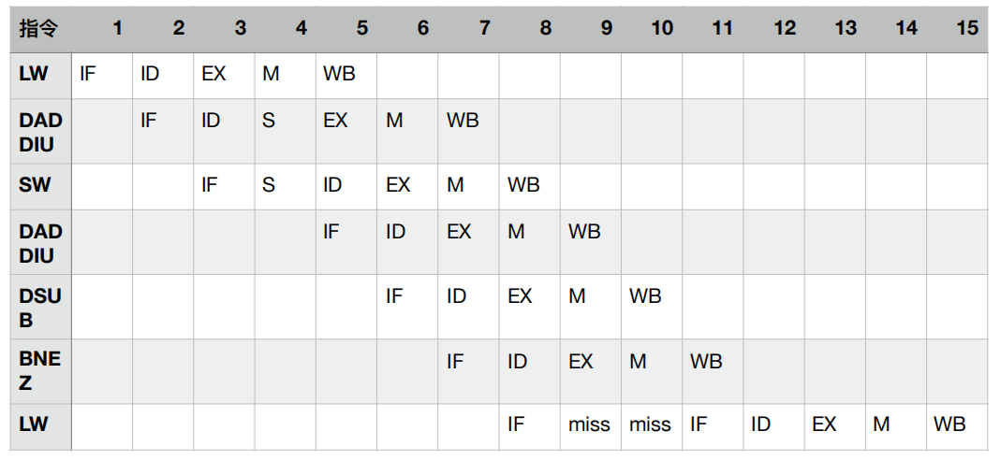 指令 1 2 3 4 5 6 7 8 9 10 11 12 13 14 15
LW IF ID EX M WB
DAD
DIU IF ID S EX M WB
SW IF S ID EX M WB
DAD
DIU IF ID EX M WB
DSU
B IF ID EX M WB
BNE
Z IF ID EX M WB
LW IF miss miss IF ID EX M WB